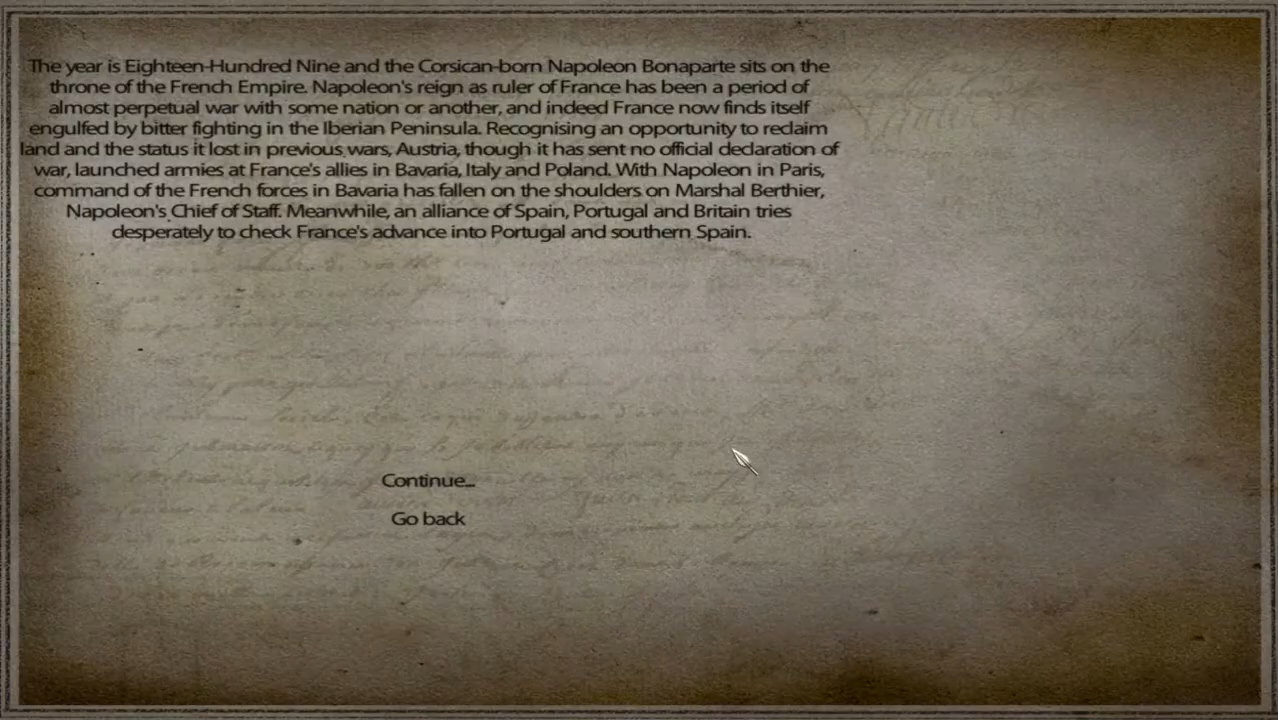 The year is Eighteen-Hundred Nine and the Corsican-born Napoleon Bonaparte sits on the
throne of the French Empire. Napoleon's reign as ruler of France has been a period of
almost perpetual war with some nation or another, and indeed France now finds itself
engulfed by bitter fighting in the Iberian Peninsula. Recognising an opportunity to reclaim
land and the status it lost in previous wars, Austria, though it has sent no official declaration of
war, launched armies at France's allies in Bavaria, Italy and Poland. With Napoleon in Paris,
command of the French forces in Bavaria has fallen on the shoulders on Marshal Berthier,
Napoleon's Chief of Staff. Meanwhile, an alliance of Spain, Portugal and Britain tries
desperately to check France's advance into Portugal and southern Spain.
Continue...
Go back